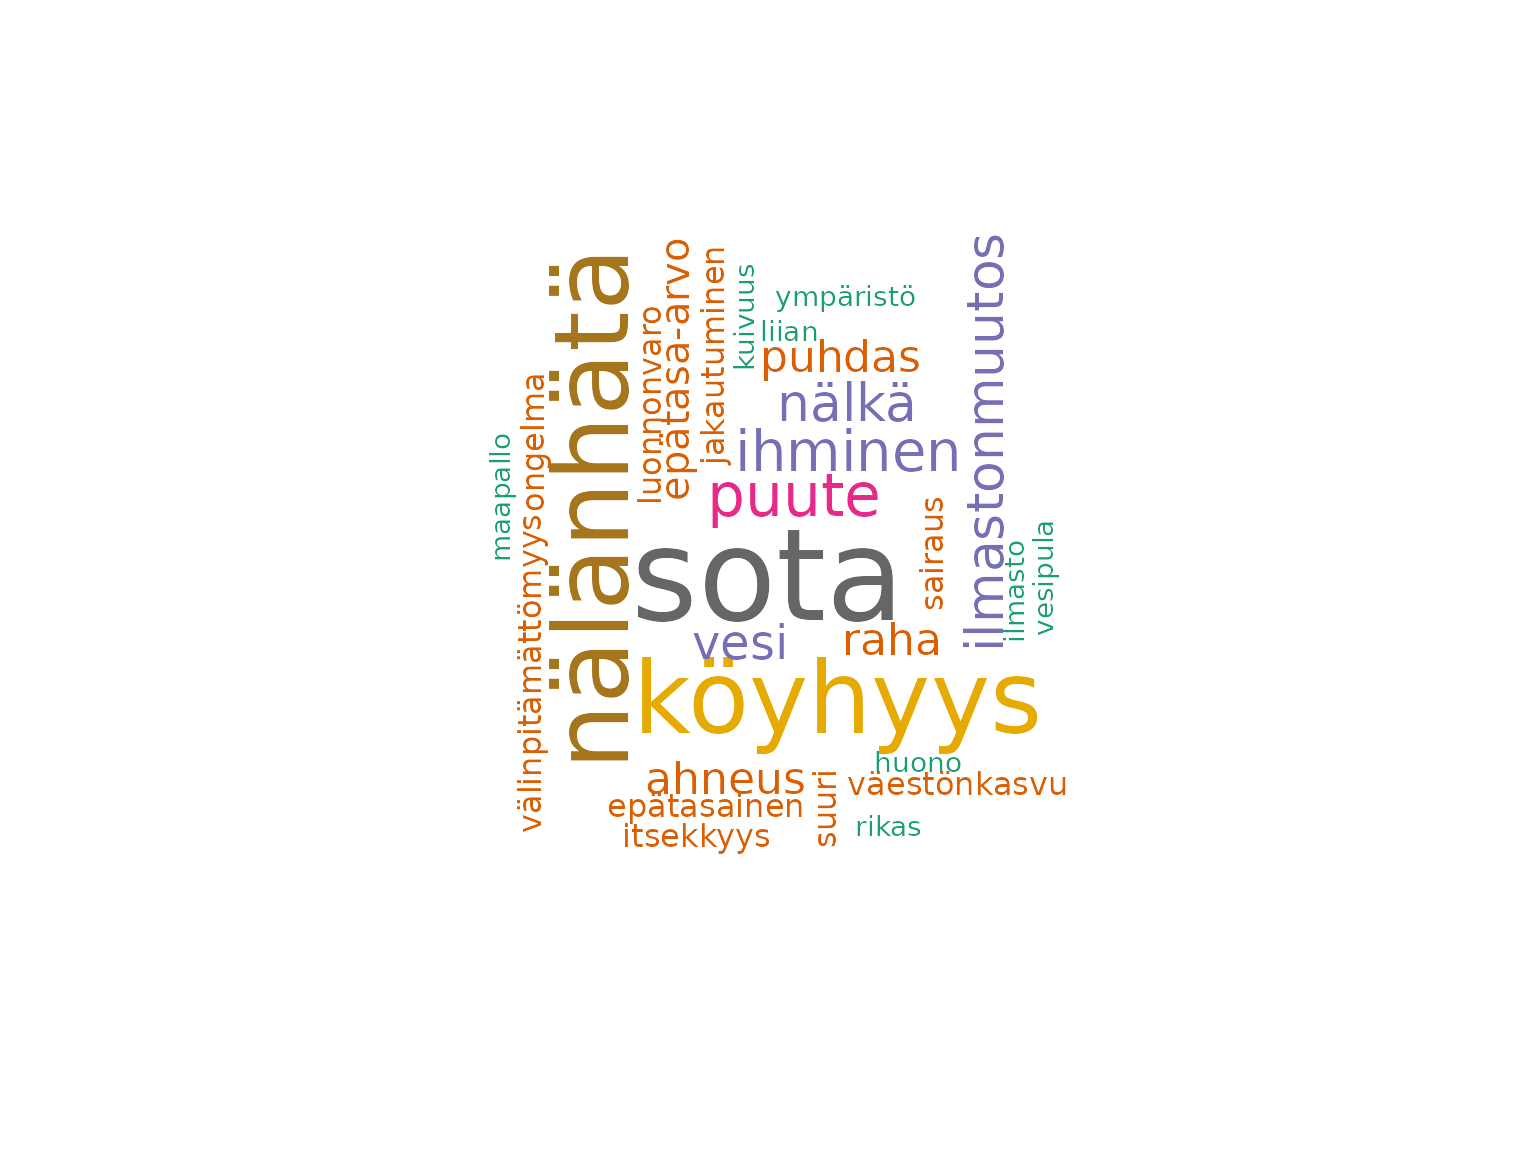 nälänhätä
epätasa-arvo
ilmastonmuutos
jakautuminen
kuivuus
ympäristö
luonnonvaro
liian
puhdas
ongelma
nälkä
maapallo
ihminen
puute
sairaus
välinpitämättömyys
sota
ilmasto
vesipula
vesi
raha
köyhyys
huono
ahneus
suuri
väestönkasvu
epätasainen
rikas
itsekkyys